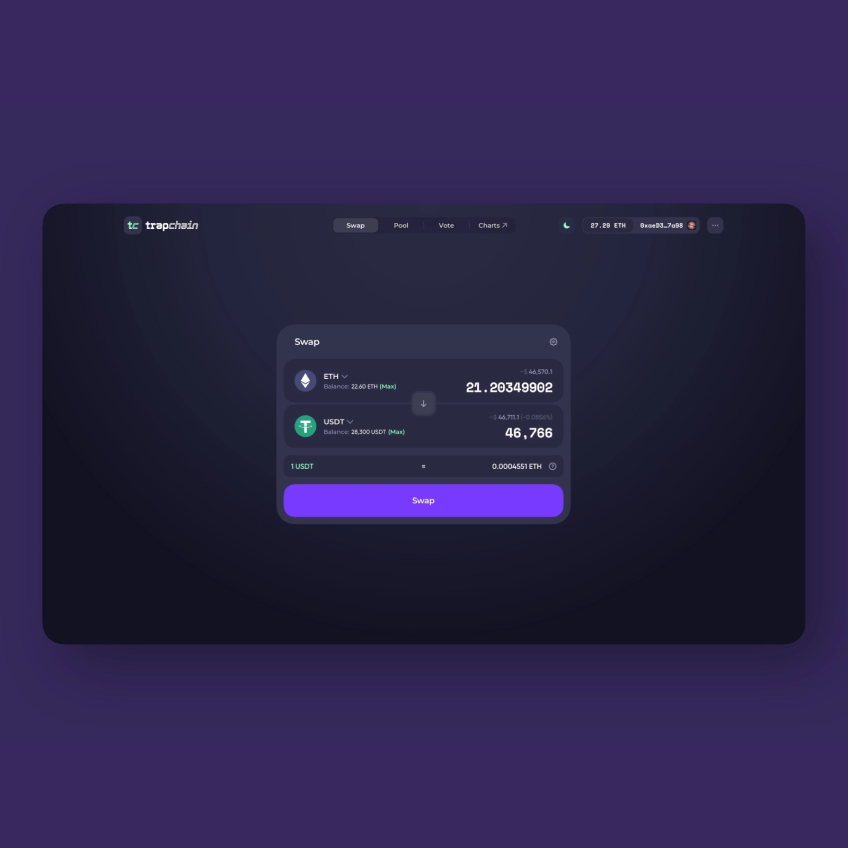 tc trapchain
Swap Pool Vote Charts ↗
27.29 ETH 0xaeD3…7a98 ...
Swap
ETH
~$ 46,570.1
Balance: 22.60 ETH (Max)
21.20349902
USDT
~$ 46,711.1 (-0.0886%)
Balance: 28,300 USDT (Max)
46,766
1 USDT = 0.0004551 ETH ?
Swap